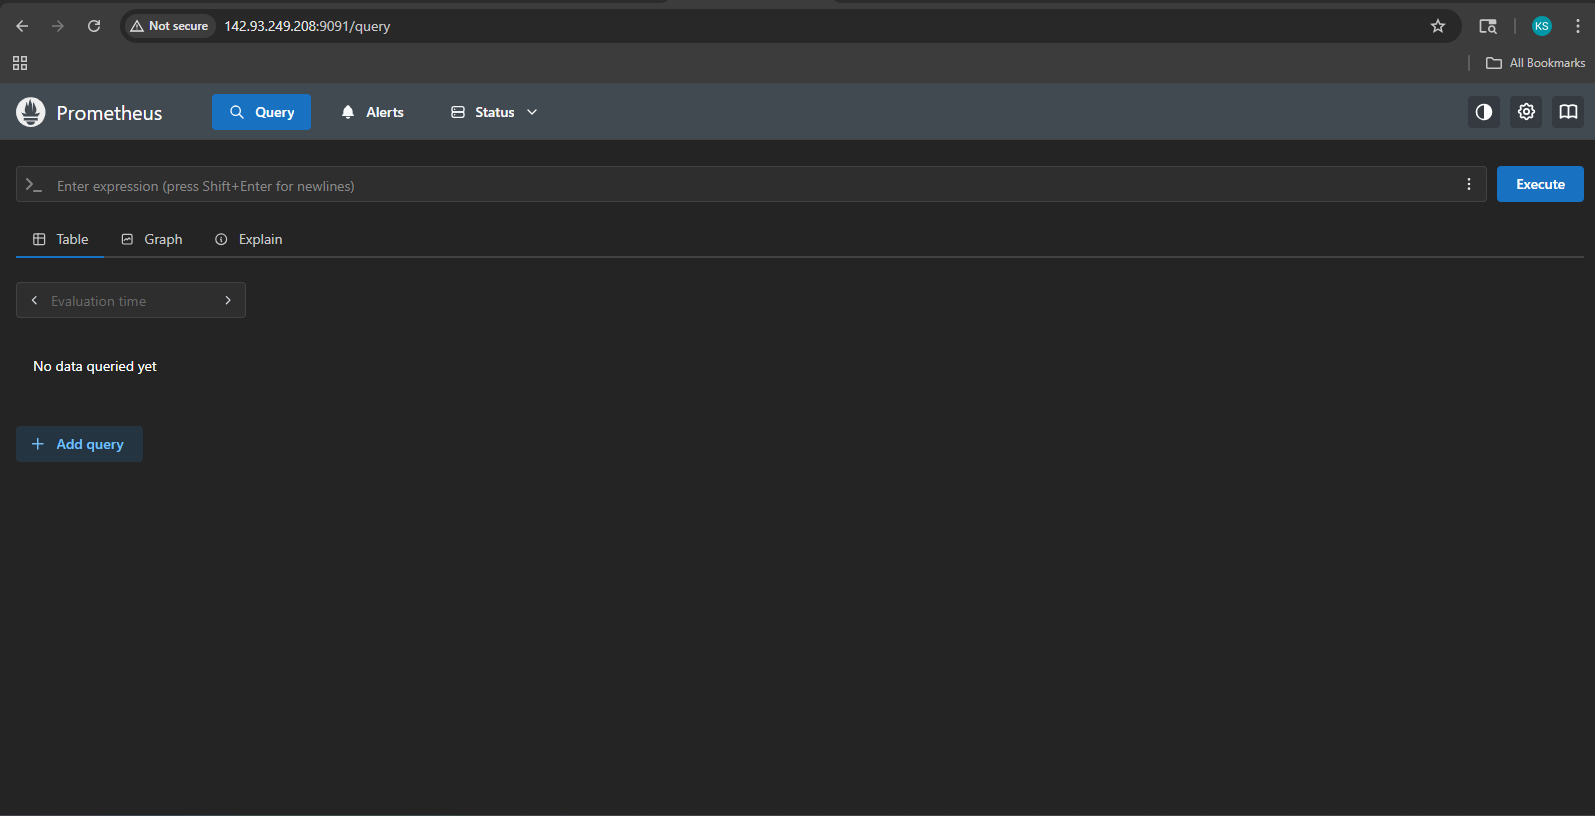 Not secure 142.93.249.208:9091/query KS
All Bookmarks
Prometheus Query Alerts Status
>_ Enter expression (press Shift+Enter for newlines) Execute
Table Graph Explain
Evaluation time
No data queried yet
+ Add query